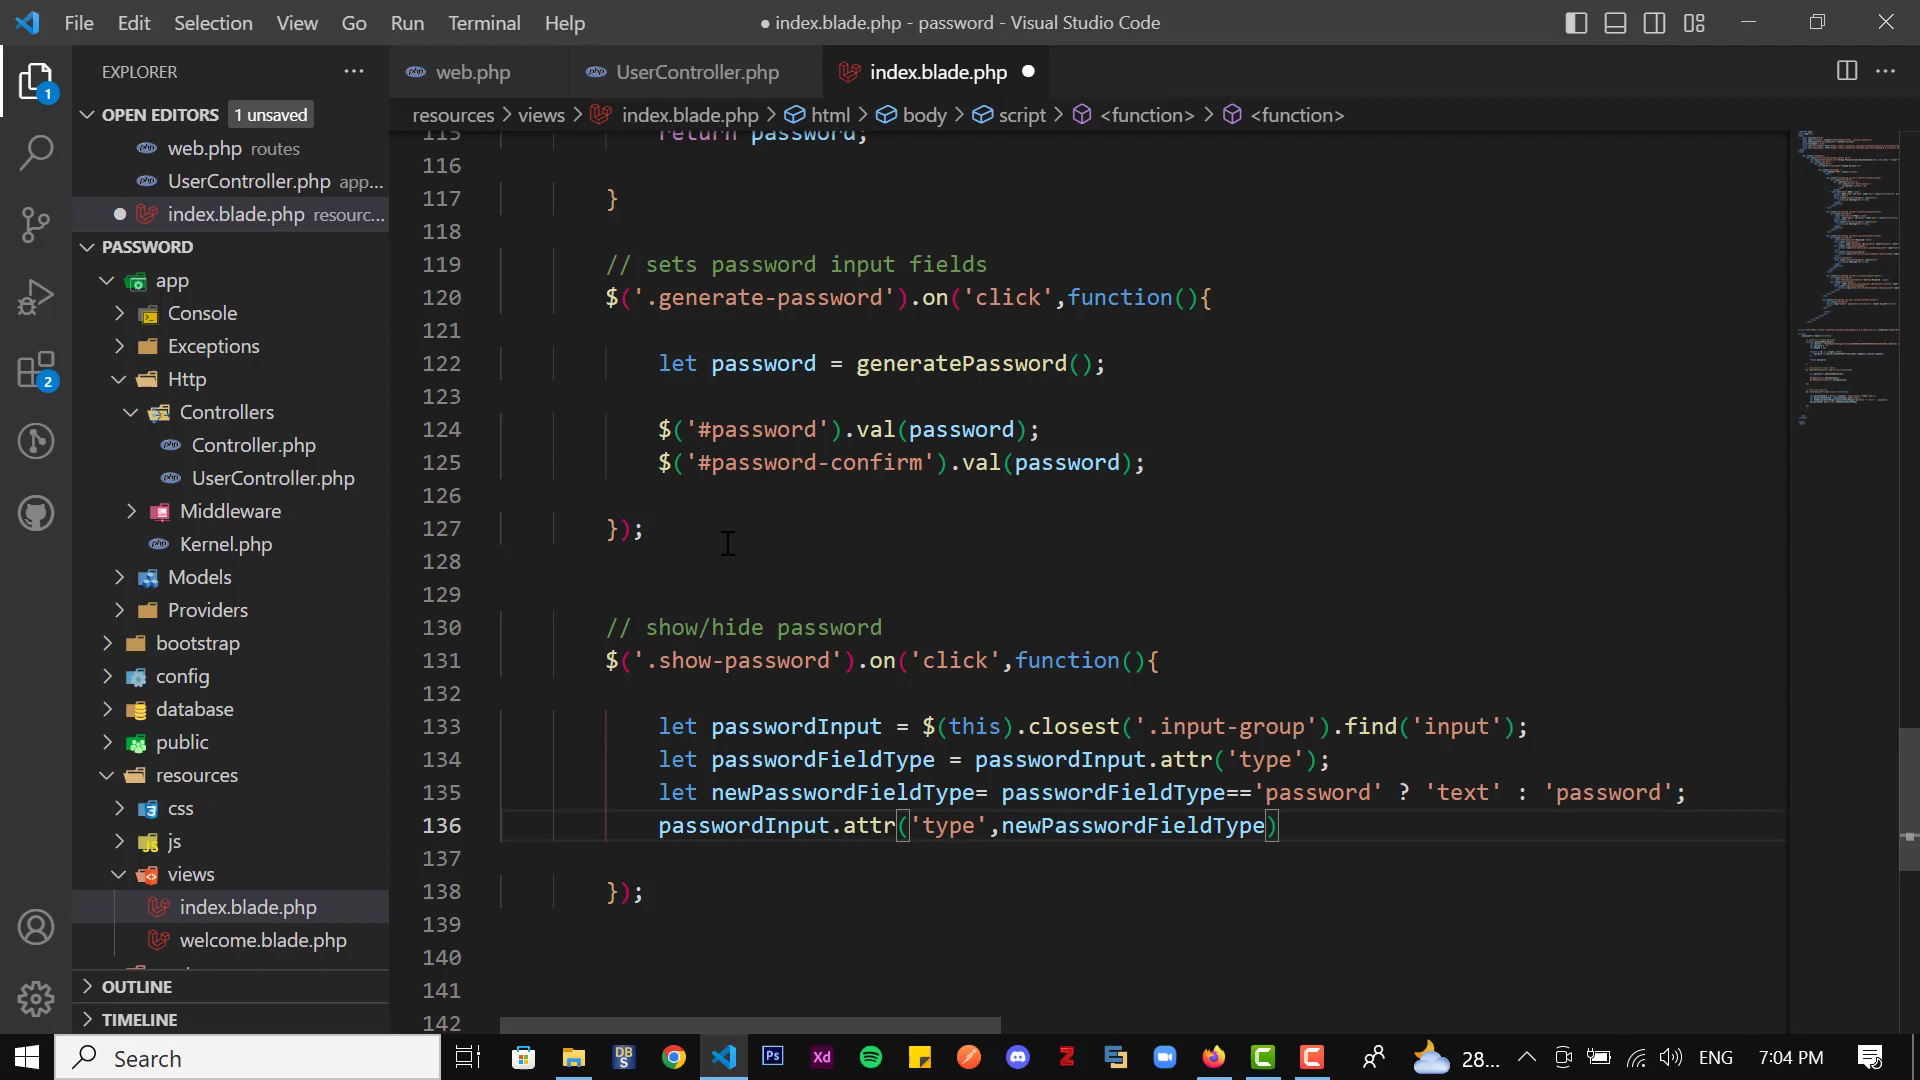 File Edit Selection View Go Run Terminal Help
● index.blade.php - password - Visual Studio Code
EXPLORER
1
OPEN EDITORS 1 unsaved
web.php routes
UserController.php app...
index.blade.php resourc...
PASSWORD
app
Console
Exceptions
2
Http
Controllers
Controller.php
UserController.php
Middleware
Kernel.php
Models
Providers
bootstrap
config
database
public
resources
css
js
views
index.blade.php
welcome.blade.php
OUTLINE
TIMELINE
web.php UserController.php index.blade.php
resources > views > index.blade.php > html > body > script > <function> > <function>
115 return password;
116
117 }
118
119 // sets password input fields
120 $('.generate-password').on('click',function(){
121
122 let password = generatePassword();
123
124 $('#password').val(password);
125 $('#password-confirm').val(password);
126
127 });
128
129
130 // show/hide password
131 $('.show-password').on('click',function(){
132
133 let passwordInput = $(this).closest('.input-group').find('input');
134 let passwordFieldType = passwordInput.attr('type');
135 let newPasswordFieldType= passwordFieldType=='password' ? 'text' : 'password';
136 passwordInput.attr('type',newPasswordFieldType)
137
138 });
139
140
141
142
Search
DBS
Ps
Xd
28...
ENG
7:04 PM